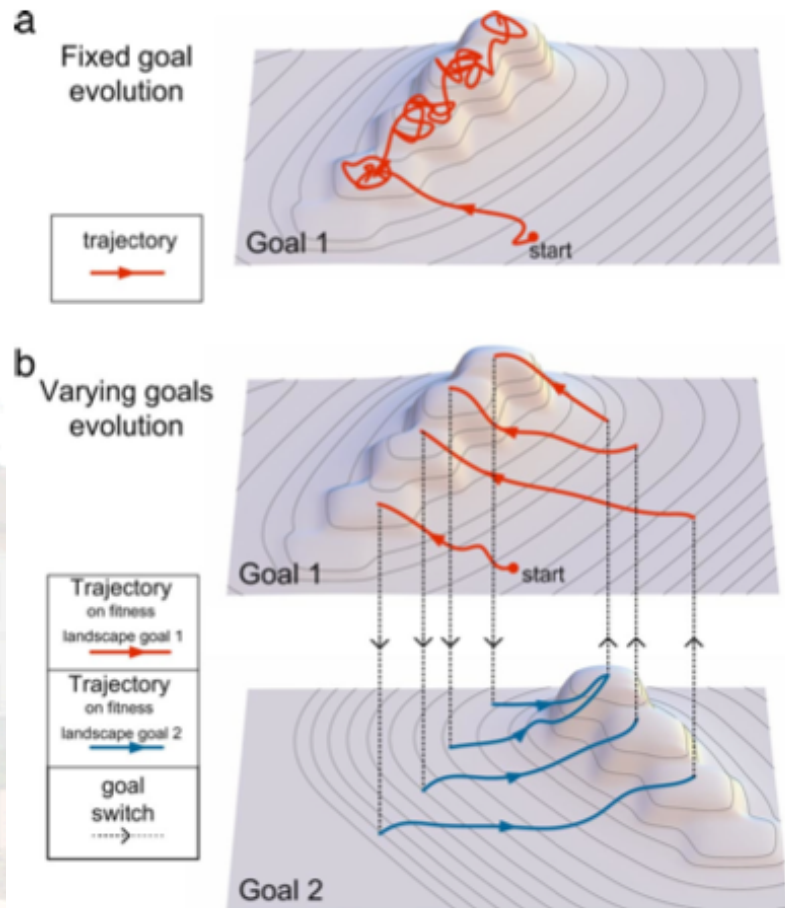 a
Fixed goal
evolution
trajectory
Goal 1
start
b
Varying goals
evolution
Goal 1
start
Trajectory
on fitness
landscape goal 1
Trajectory
on fitness
landscape goal 2
goal
switch
Goal 2